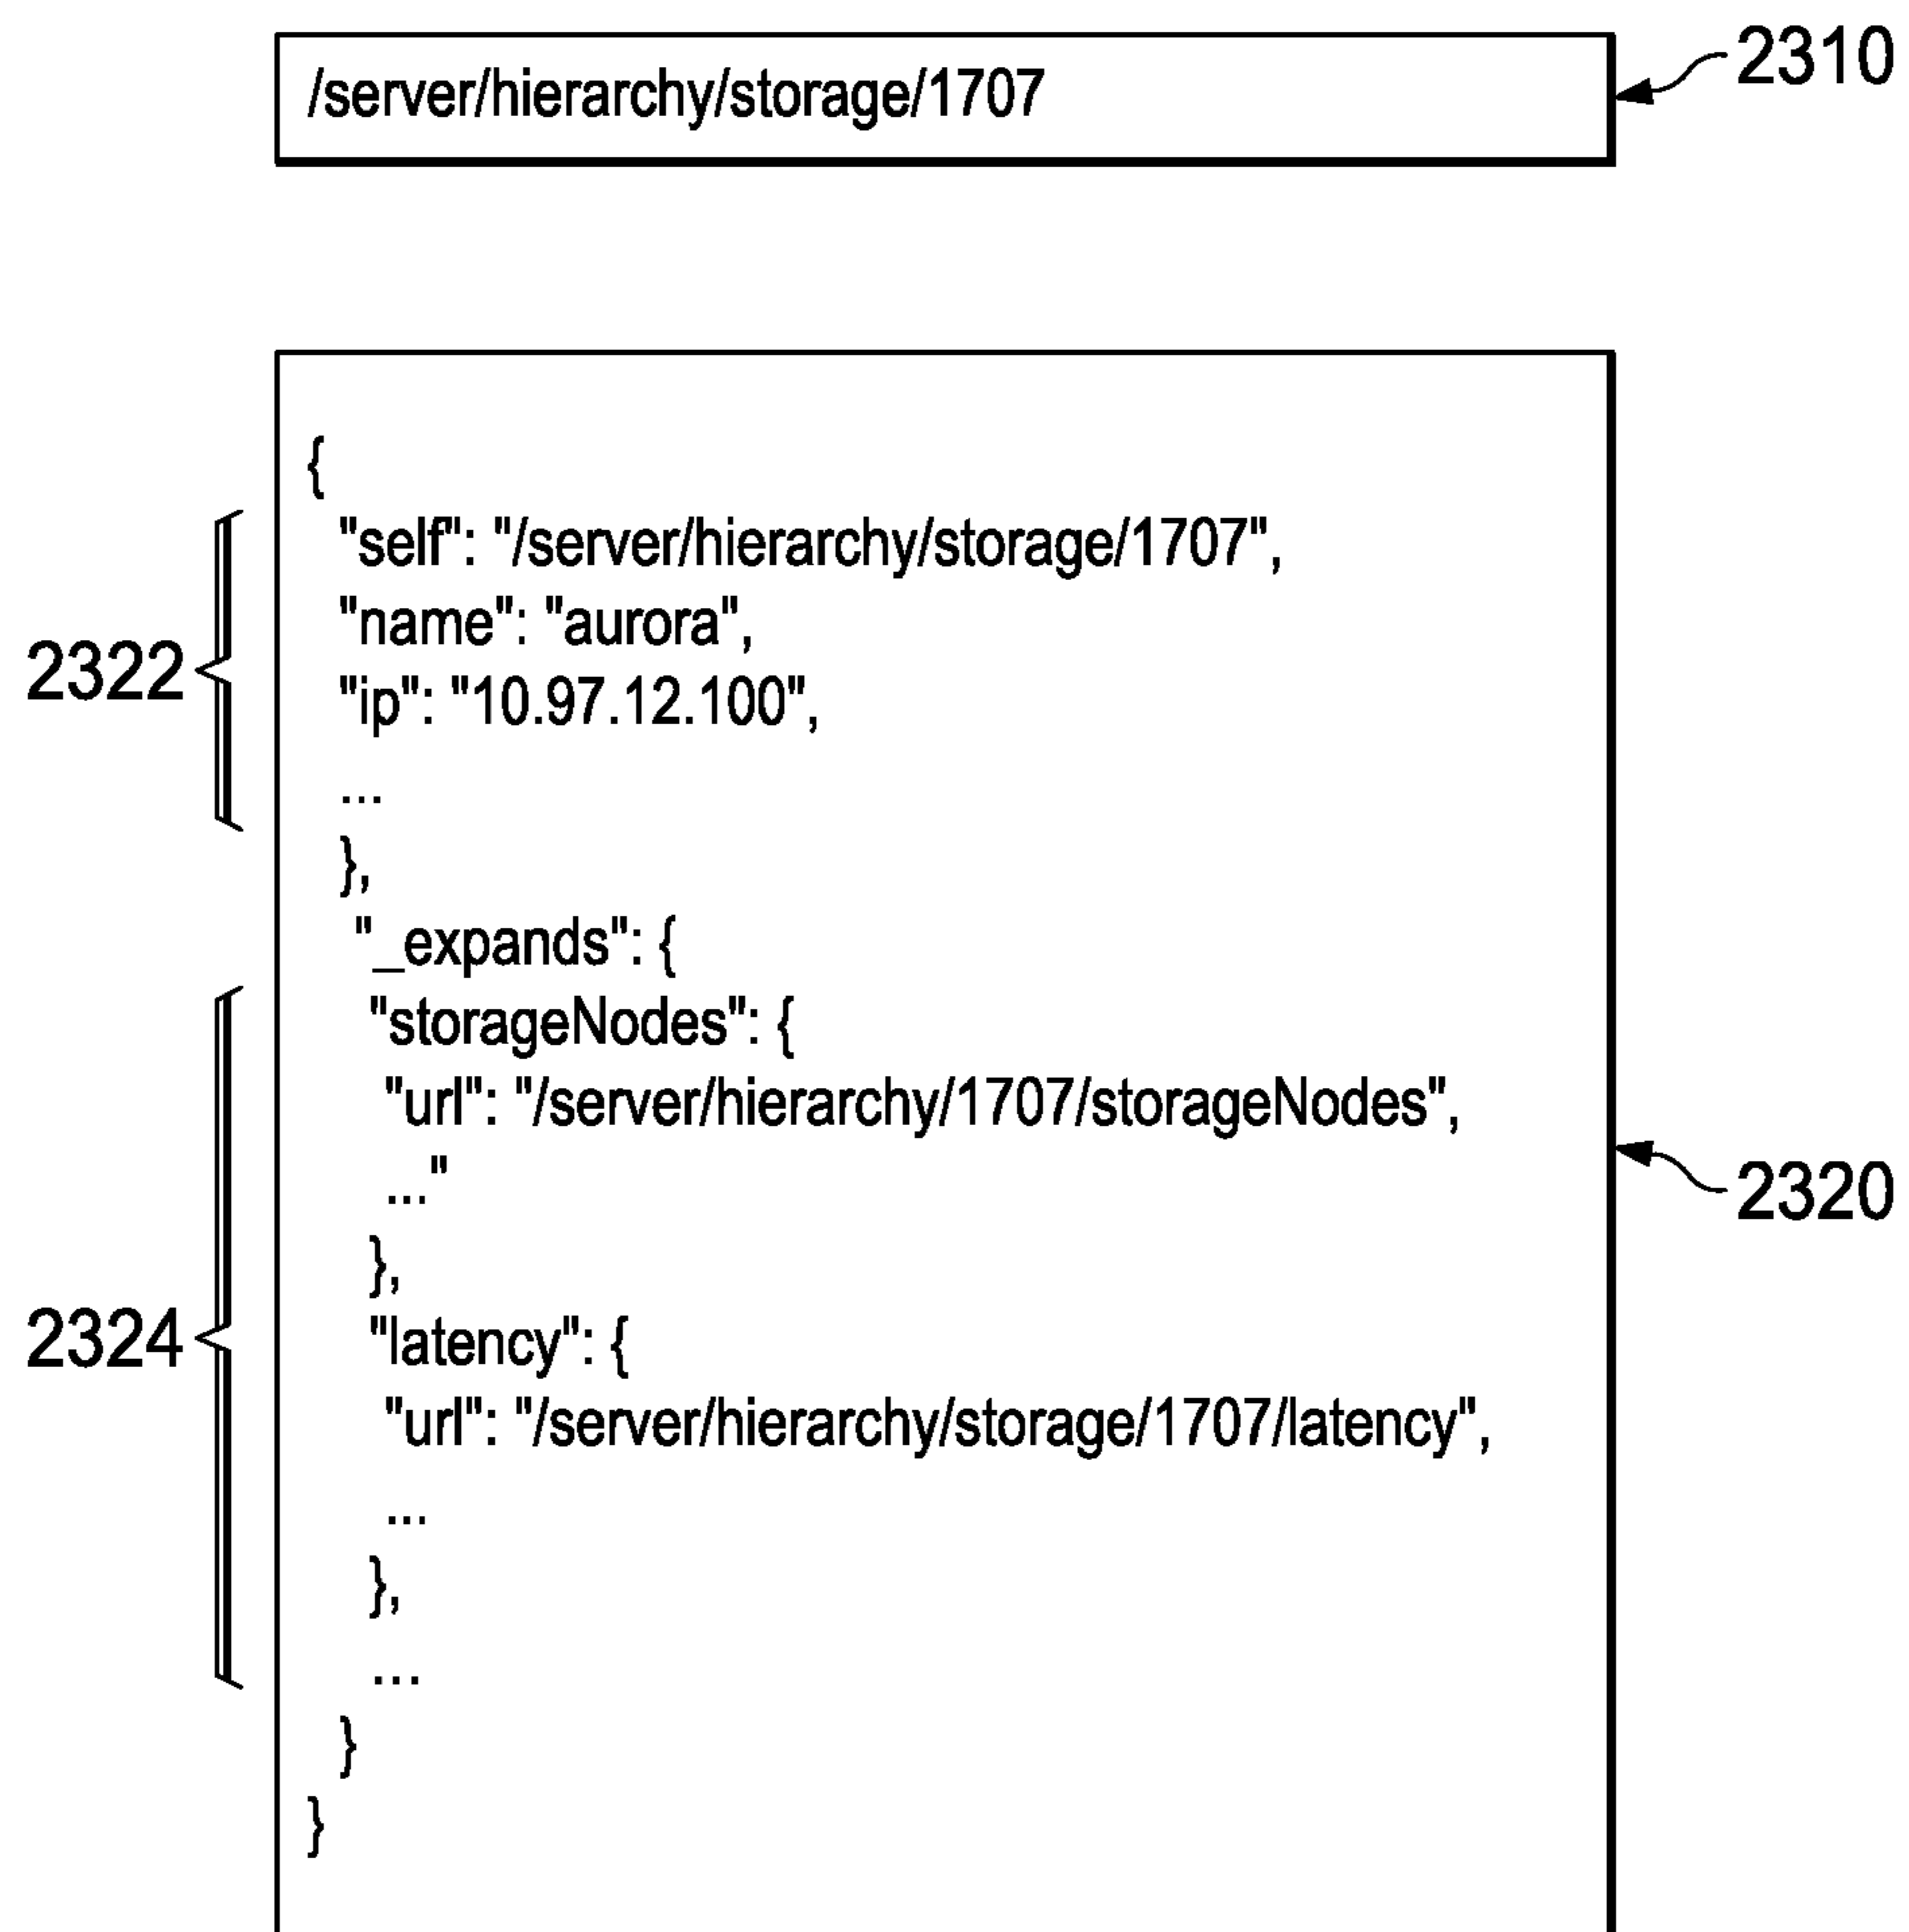 /server/hierarchy/storage/1707
2310
{
"self": "/server/hierarchy/storage/1707",
"name": "aurora",
2322
"ip": "10.97.12.100",
...
},
"_expands": {
"storageNodes": {
"url": "/server/hierarchy/1707/storageNodes",
..."
2320
},
2324
"latency": {
"url": "/server/hierarchy/storage/1707/latency",
...
},
...
}
}